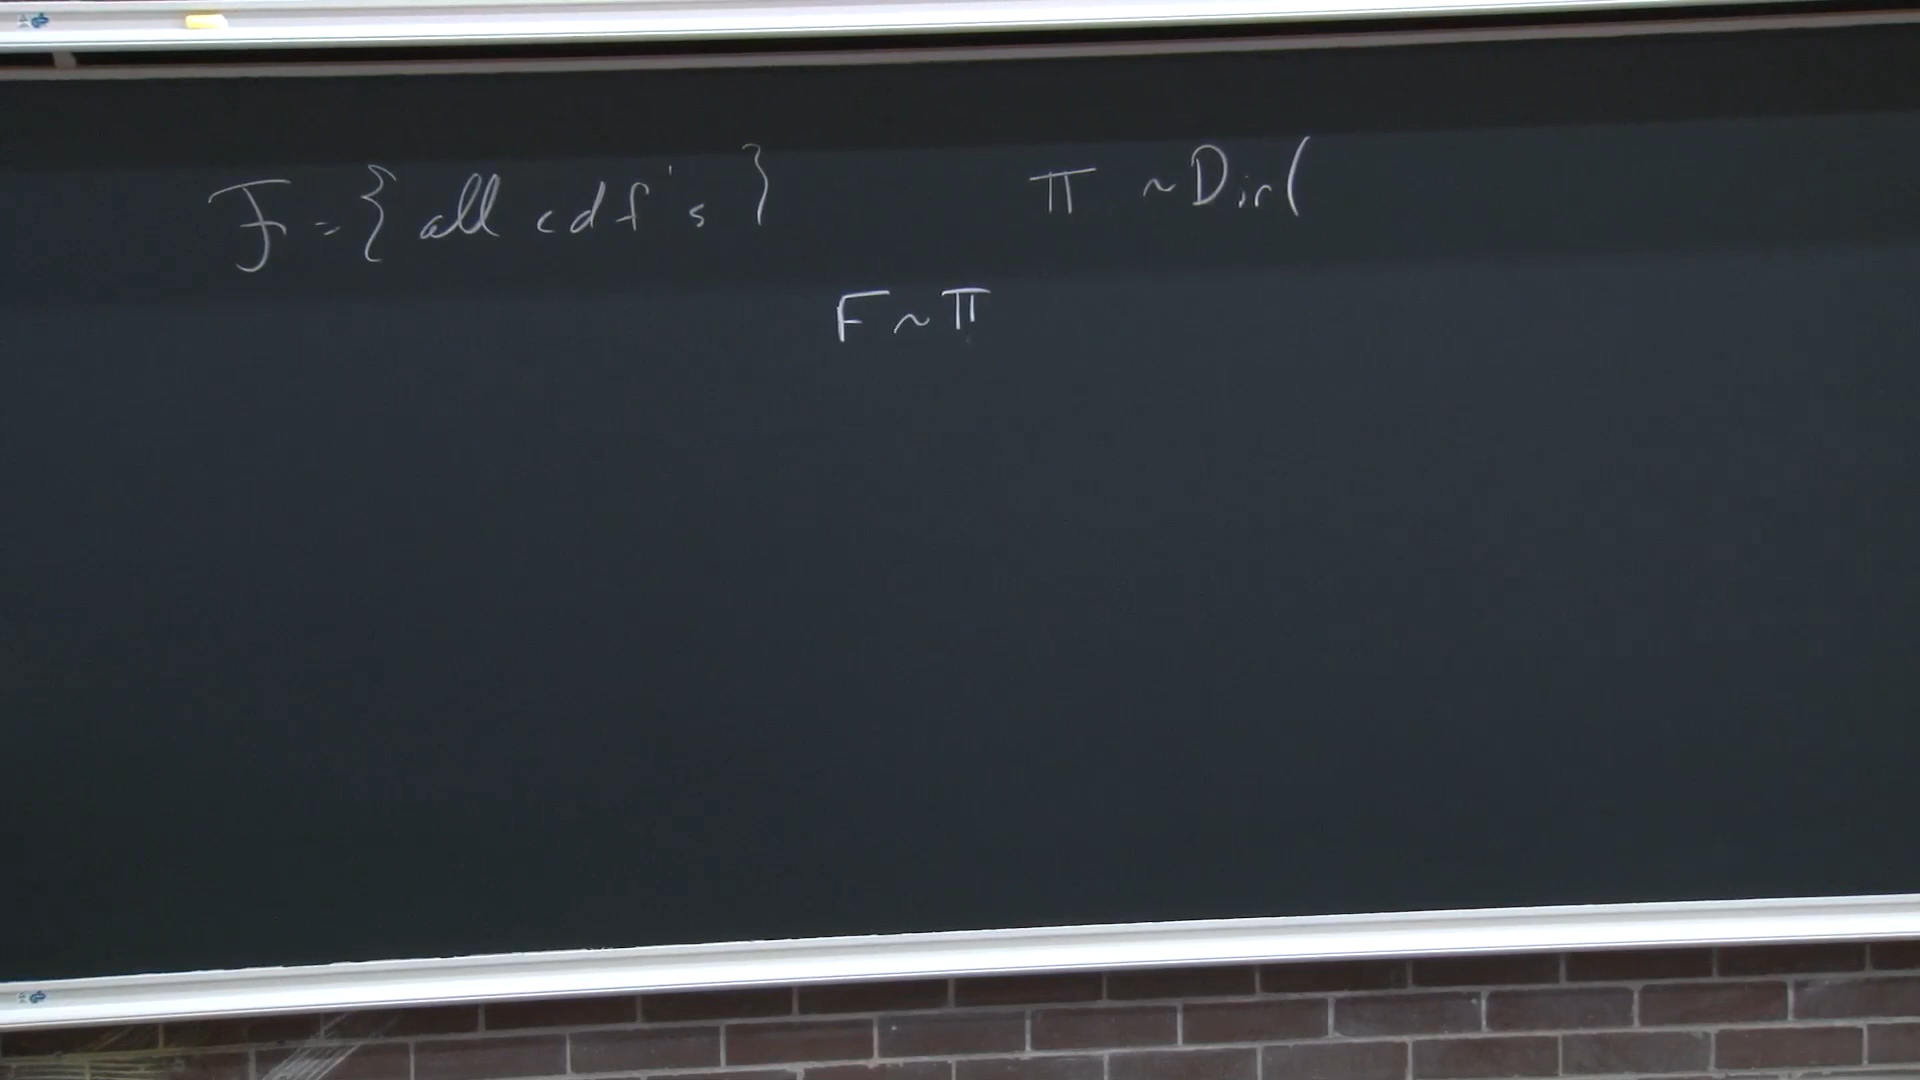 F = { all cdf's }    π ~ Dir(
F ~ π